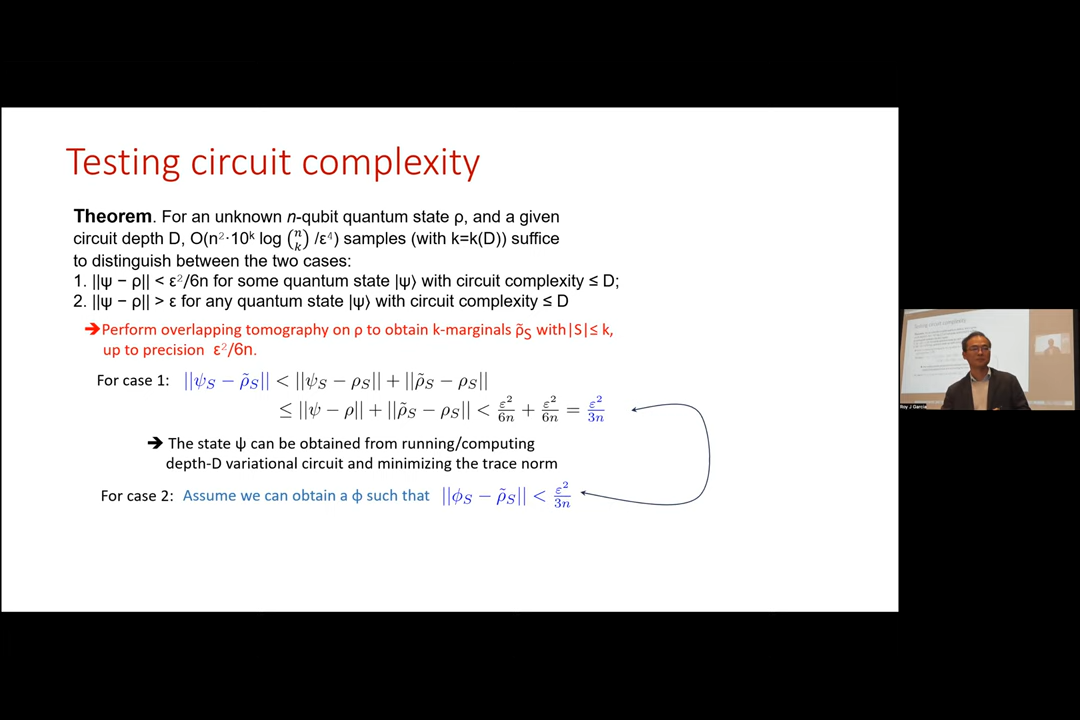 Testing circuit complexity
Theorem. For an unknown n-qubit quantum state ρ, and a given
circuit depth D, O(n²·10ᵏ log (n k) /ε⁴) samples (with k=k(D)) suffice
to distinguish between the two cases:
1. ||ψ − ρ|| < ε²/6n for some quantum state |ψ⟩ with circuit complexity ≤ D;
2. ||ψ − ρ|| > ε for any quantum state |ψ⟩ with circuit complexity ≤ D
➔Perform overlapping tomography on ρ to obtain k-marginals ρ̃_S with|S|≤ k,
up to precision ε²/6n.
For case 1: ||ψ_S − ρ̃_S|| < ||ψ_S − ρ_S|| + ||ρ̃_S − ρ_S||
≤ ||ψ − ρ|| + ||ρ̃_S − ρ_S|| < ε²/6n + ε²/6n = ε²/3n
➔ The state ψ can be obtained from running/computing
depth-D variational circuit and minimizing the trace norm
For case 2: Assume we can obtain a ϕ such that ||ϕ_S − ρ̃_S|| < ε²/3n
Roy J Garcia